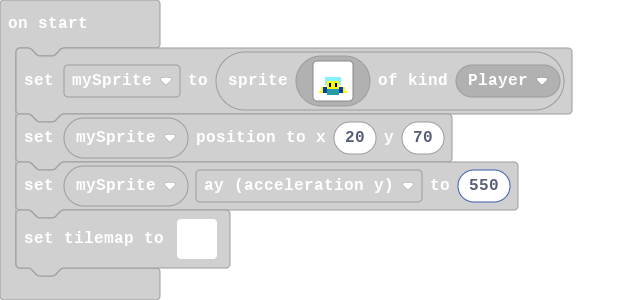 on start
set mySprite to sprite of kind Player
set mySprite position to x 20 y 70
set mySprite ay (acceleration y) to 550
set tilemap to